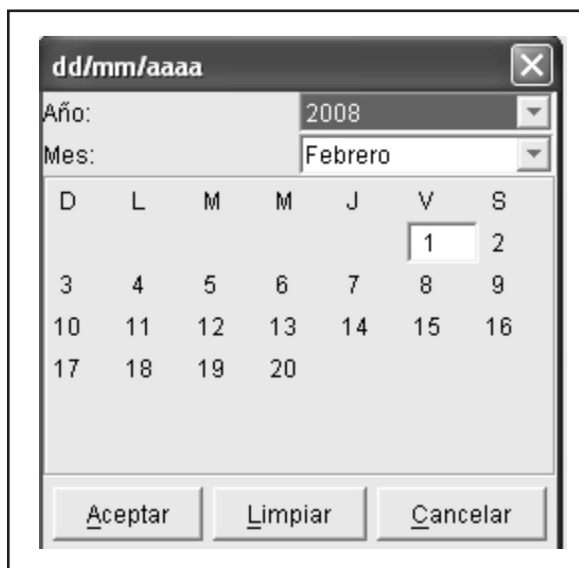 dd/mm/aaaa
Año: 2008
Mes: Febrero
D L M M J V S
1 2
3 4 5 6 7 8 9
10 11 12 13 14 15 16
17 18 19 20
Aceptar Limpiar Cancelar